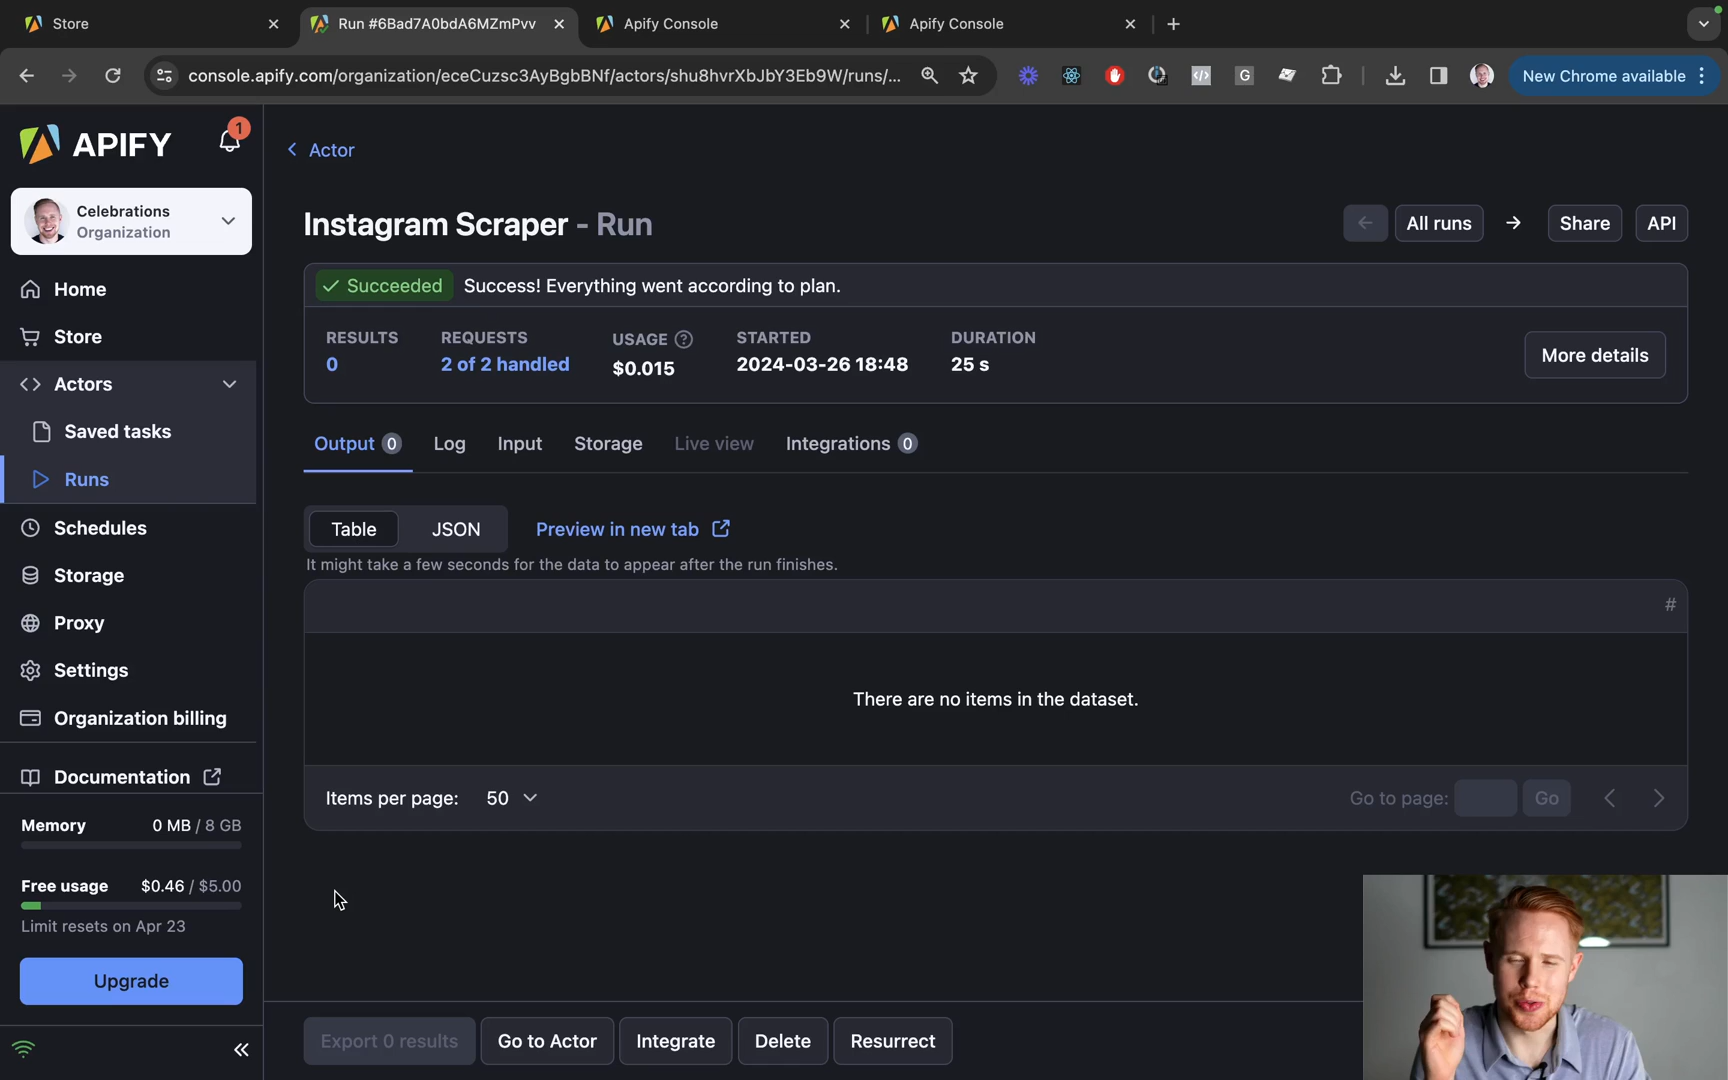 Store
Run #6Bad7A0bdA6MZmPvv
Apify Console
Apify Console
console.apify.com/organization/eceCuzsc3AyBgbBNf/actors/shu8hvrXbJbY3Eb9W/runs/...
G
New Chrome available
APIFY
1
Celebrations
Organization
Home
Store
Actors
Saved tasks
Runs
Schedules
Storage
Proxy
Settings
Organization billing
Documentation
Memory 0 MB / 8 GB
Free usage $0.46 / $5.00
Limit resets on Apr 23
Upgrade
Actor
Instagram Scraper - Run
All runs
Share
API
Succeeded Success! Everything went according to plan.
RESULTS REQUESTS USAGE STARTED DURATION
0 2 of 2 handled $0.015 2024-03-26 18:48 25 s
More details
Output 0 Log Input Storage Live view Integrations 0
Table JSON Preview in new tab
It might take a few seconds for the data to appear after the run finishes.
#
There are no items in the dataset.
Items per page: 50
Go to page: Go
Export 0 results Go to Actor Integrate Delete Resurrect